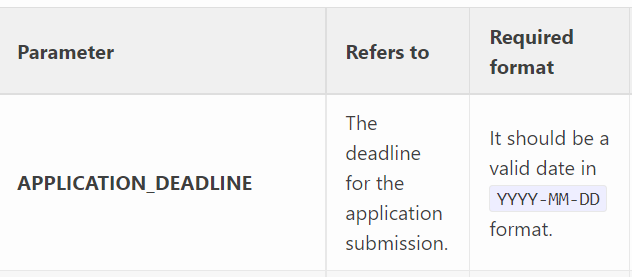 Parameter
Refers to
Required
format
APPLICATION_DEADLINE
The
deadline
for the
application
submission.
It should be a
valid date in
YYYY-MM-DD
format.